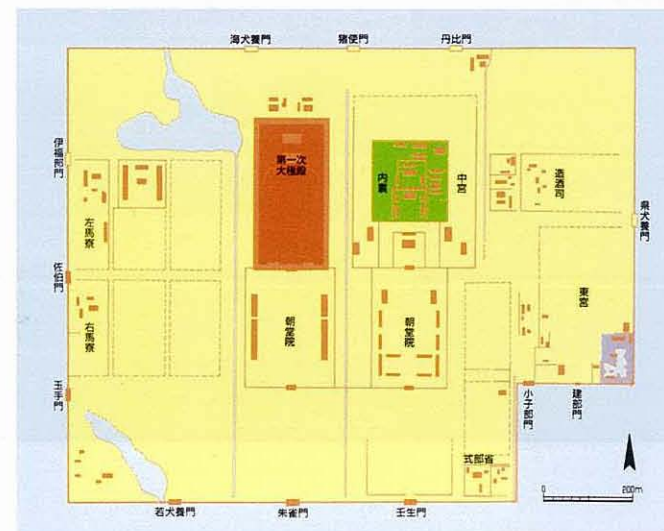 海犬養門
猪使門
丹比門
伊福部門
第一次
大極殿
内裏
中宮
造酒司
県犬養門
左馬寮
佐伯門
右馬寮
朝堂院
朝堂院
東宮
玉手門
小子部門
建部門
式部省
若犬養門
朱雀門
壬生門
0
200m